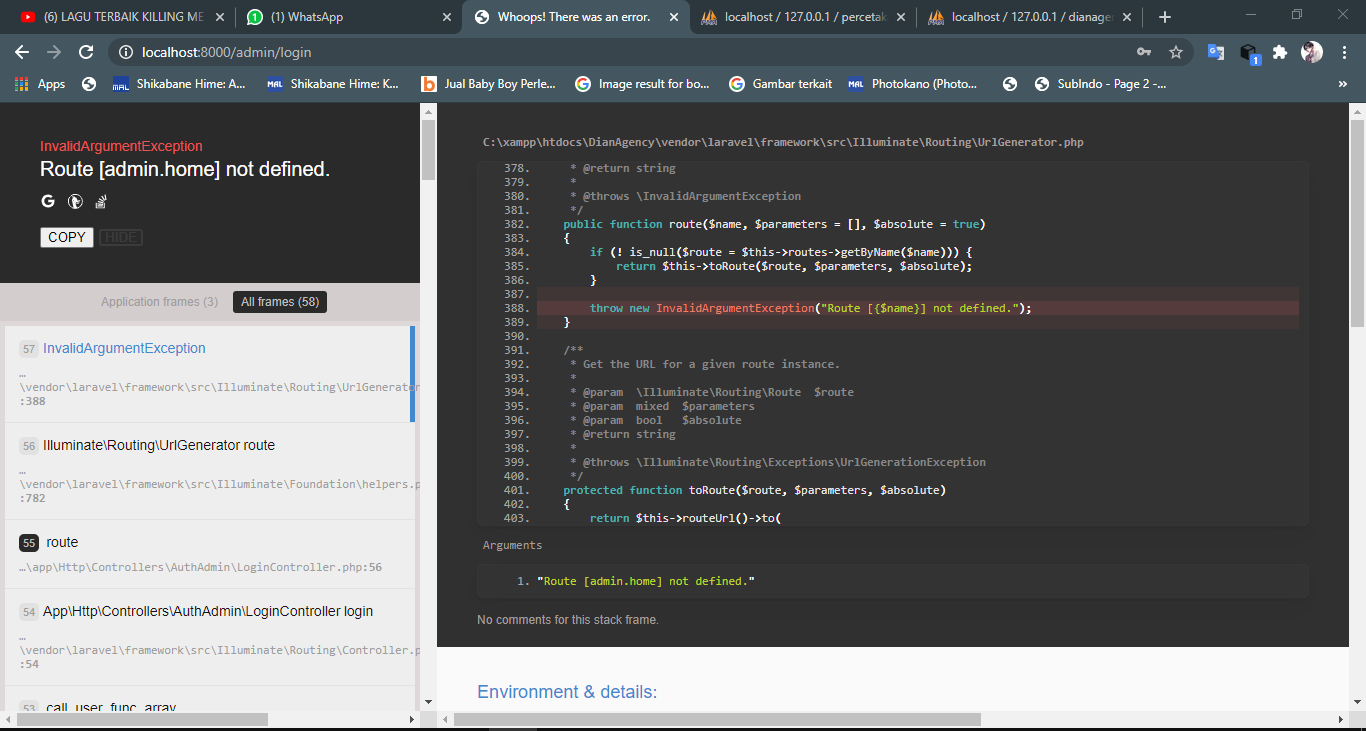 (6) LAGU TERBAIK KILLING ME
(1) WhatsApp
Whoops! There was an error.
localhost / 127.0.0.1 / percetak
localhost / 127.0.0.1 / dianager
localhost:8000/admin/login
1
Apps
MAL Shikabane Hime: A...
MAL Shikabane Hime: K...
Jual Baby Boy Perle...
Image result for bo...
Gambar terkait
MAL Photokano (Photo...
SubIndo - Page 2 -...
»
InvalidArgumentException
Route [admin.home] not defined.
COPY
HIDE
Application frames (3)
All frames (58)
57 InvalidArgumentException
…
\vendor\laravel\framework\src\Illuminate\Routing\UrlGenerator
:388
56 Illuminate\Routing\UrlGenerator route
…
\vendor\laravel\framework\src\Illuminate\Foundation\helpers.p
:782
55 route
…\app\Http\Controllers\AuthAdmin\LoginController.php:56
54 App\Http\Controllers\AuthAdmin\LoginController login
…
\vendor\laravel\framework\src\Illuminate\Routing\Controller.p
:54
53 call_user_func_array
C:\xampp\htdocs\DianAgency\vendor\laravel\framework\src\Illuminate\Routing\UrlGenerator.php
378. * @return string
379. *
380. * @throws \InvalidArgumentException
381. */
382. public function route($name, $parameters = [], $absolute = true)
383. {
384. if (! is_null($route = $this->routes->getByName($name))) {
385. return $this->toRoute($route, $parameters, $absolute);
386. }
387.
388. throw new InvalidArgumentException("Route [{$name}] not defined.");
389. }
390.
391. /**
392. * Get the URL for a given route instance.
393. *
394. * @param \Illuminate\Routing\Route $route
395. * @param mixed $parameters
396. * @param bool $absolute
397. * @return string
398. *
399. * @throws \Illuminate\Routing\Exceptions\UrlGenerationException
400. */
401. protected function toRoute($route, $parameters, $absolute)
402. {
403. return $this->routeUrl()->to(
Arguments
1. "Route [admin.home] not defined."
No comments for this stack frame.
Environment & details: